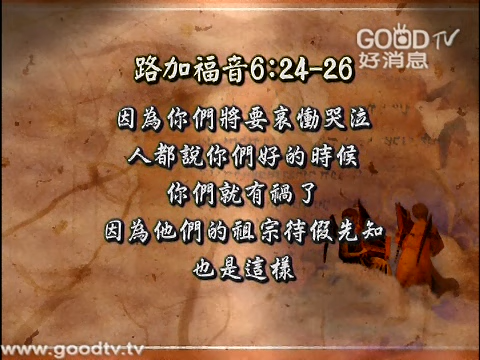 GOOD TV
好消息
路加福音6:24-26
因為你們將要哀慟哭泣
人都說你們好的時候
你們就有禍了
因為他們的祖宗待假先知
也是這樣
www.goodtv.tv